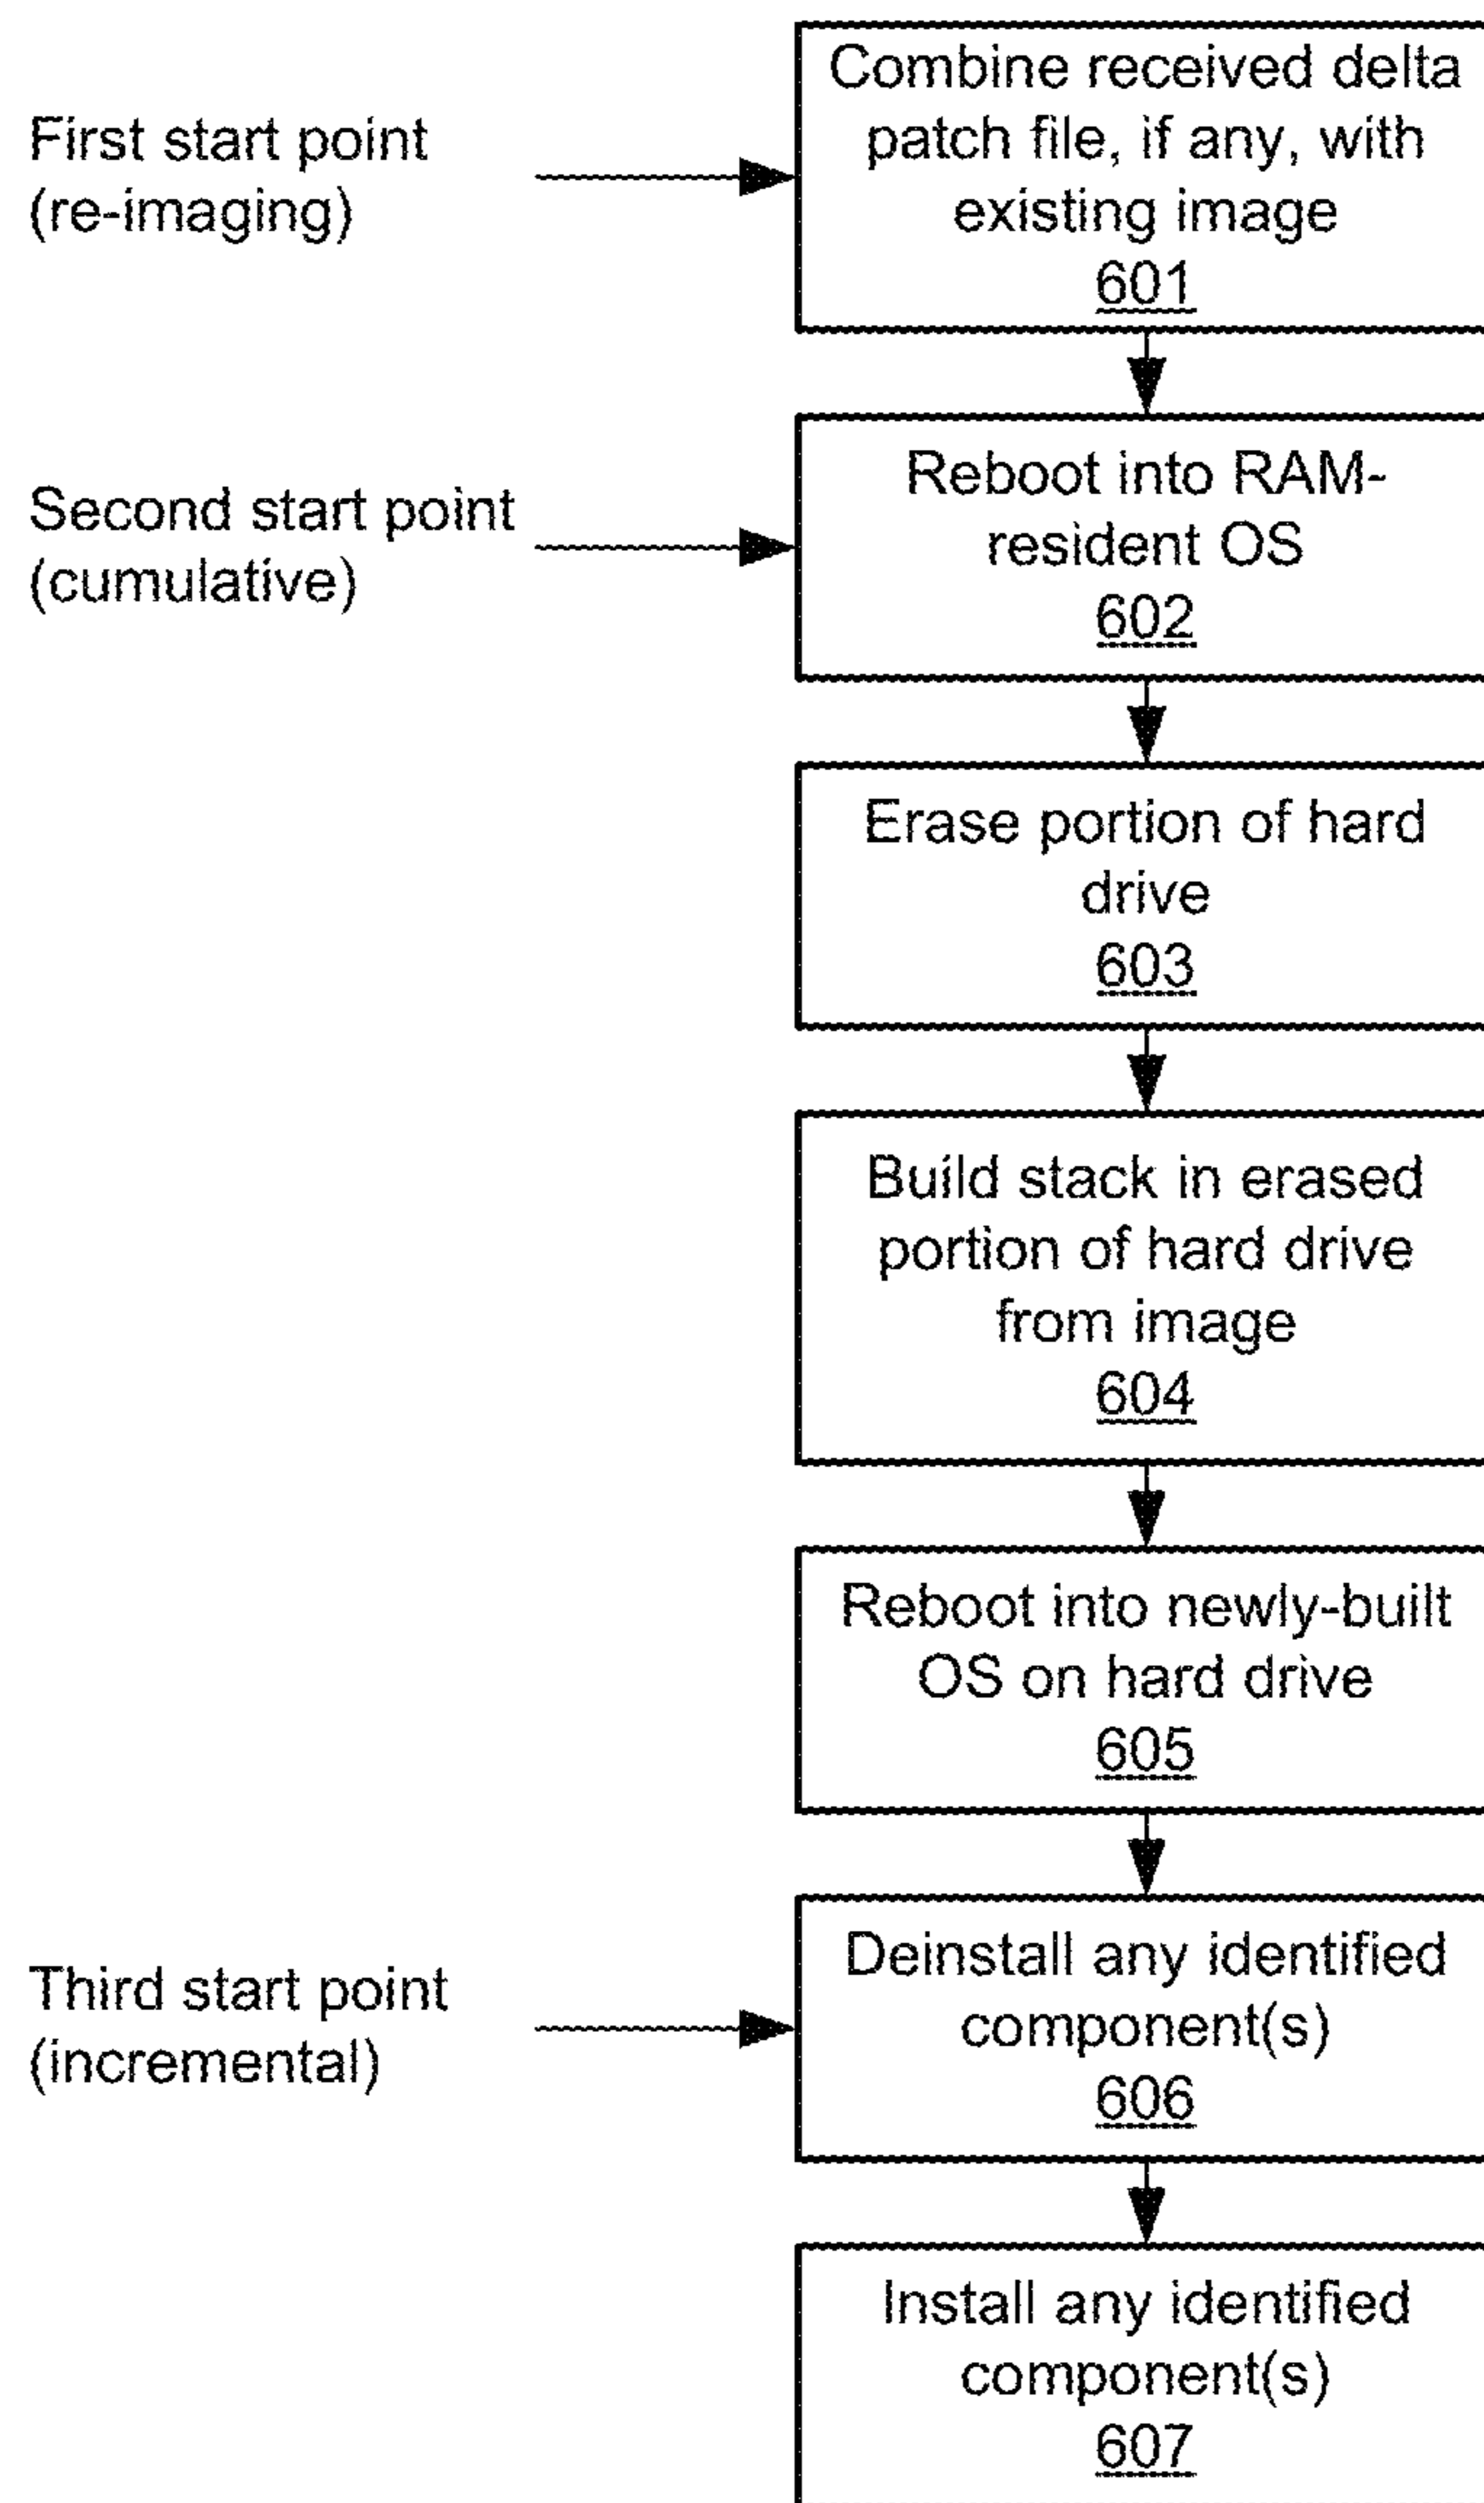 First start point
(re-imaging)
Combine received delta
patch file, if any, with
existing image
601
Second start point
(cumulative)
Reboot into RAM-
resident OS
602
Erase portion of hard
drive
603
Build stack in erased
portion of hard drive
from image
604
Reboot into newly-built
OS on hard drive
605
Third start point
(incremental)
Deinstall any identified
component(s)
606
Install any identified
component(s)
607